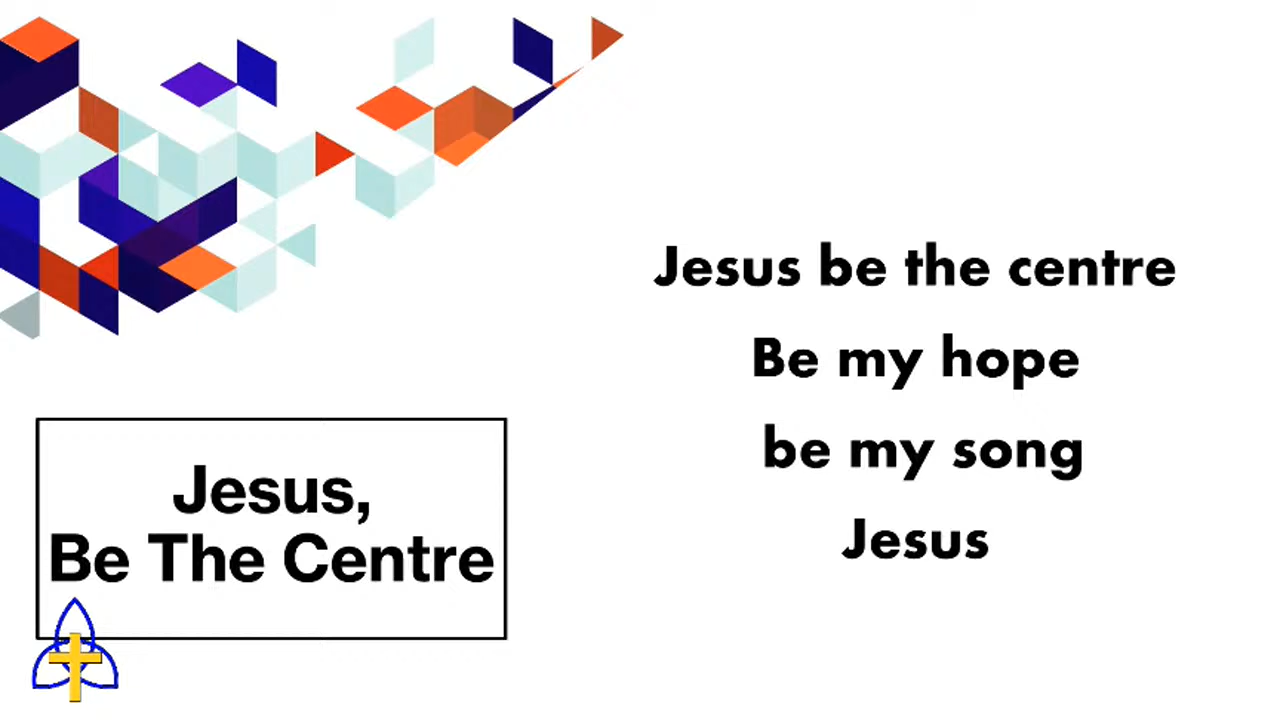 Jesus,
Be The Centre
Jesus be the centre
Be my hope
be my song
Jesus